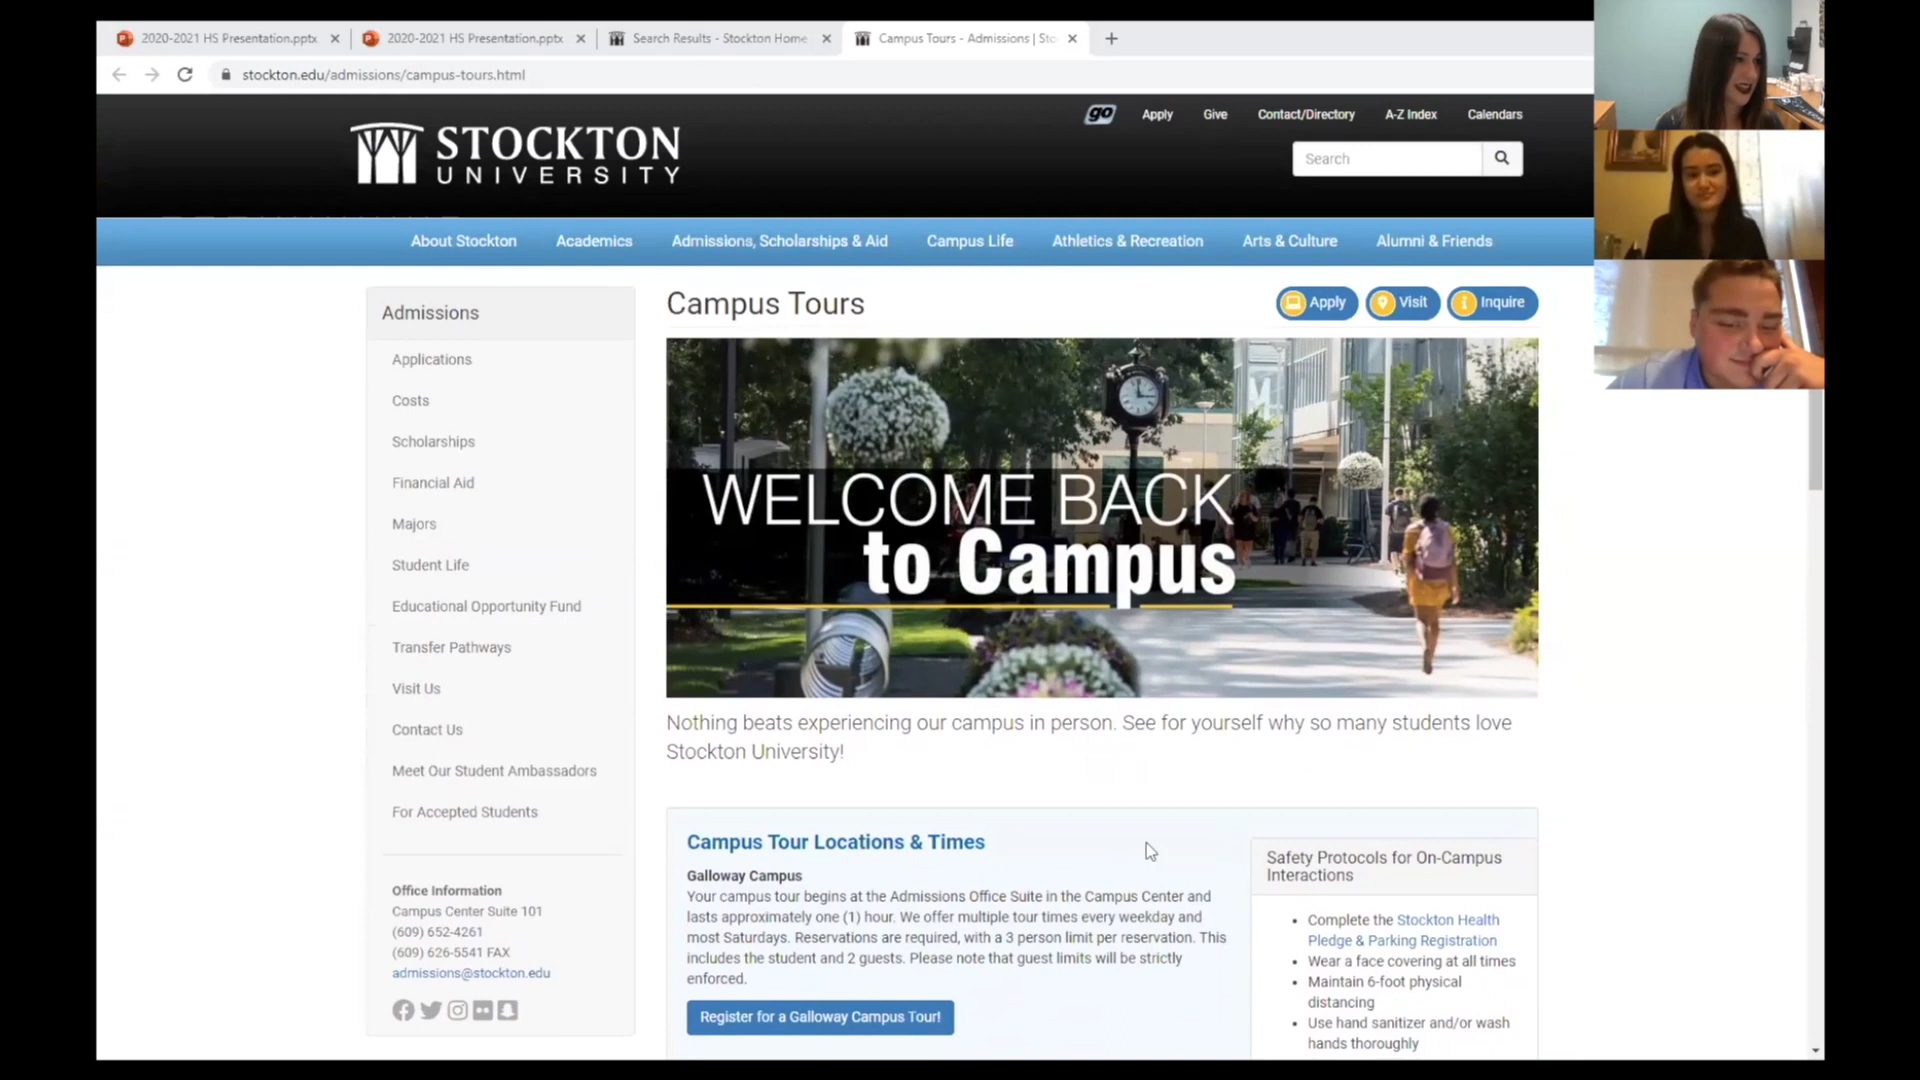 2020-2021 HS Presentation.pptx
2020-2021 HS Presentation.pptx
Search Results - Stockton Home
Campus Tours - Admissions | Sto
stockton.edu/admissions/campus-tours.html
go
Apply
Give
Contact/Directory
A-Z Index
Calendars
STOCKTON
UNIVERSITY
Search
About Stockton
Academics
Admissions, Scholarships & Aid
Campus Life
Athletics & Recreation
Arts & Culture
Alumni & Friends
Admissions
Applications
Costs
Scholarships
Financial Aid
Majors
Student Life
Educational Opportunity Fund
Transfer Pathways
Visit Us
Contact Us
Meet Our Student Ambassadors
For Accepted Students
Office Information
Campus Center Suite 101
(609) 652-4261
(609) 626-5541 FAX
admissions@stockton.edu
Campus Tours
Apply
Visit
Inquire
WELCOME BACK
to Campus
Nothing beats experiencing our campus in person. See for yourself why so many students love
Stockton University!
Campus Tour Locations & Times
Galloway Campus
Your campus tour begins at the Admissions Office Suite in the Campus Center and
lasts approximately one (1) hour. We offer multiple tour times every weekday and
most Saturdays. Reservations are required, with a 3 person limit per reservation. This
includes the student and 2 guests. Please note that guest limits will be strictly
enforced.
Register for a Galloway Campus Tour!
Safety Protocols for On-Campus
Interactions
Complete the Stockton Health
Pledge & Parking Registration
Wear a face covering at all times
Maintain 6-foot physical
distancing
Use hand sanitizer and/or wash
hands thoroughly